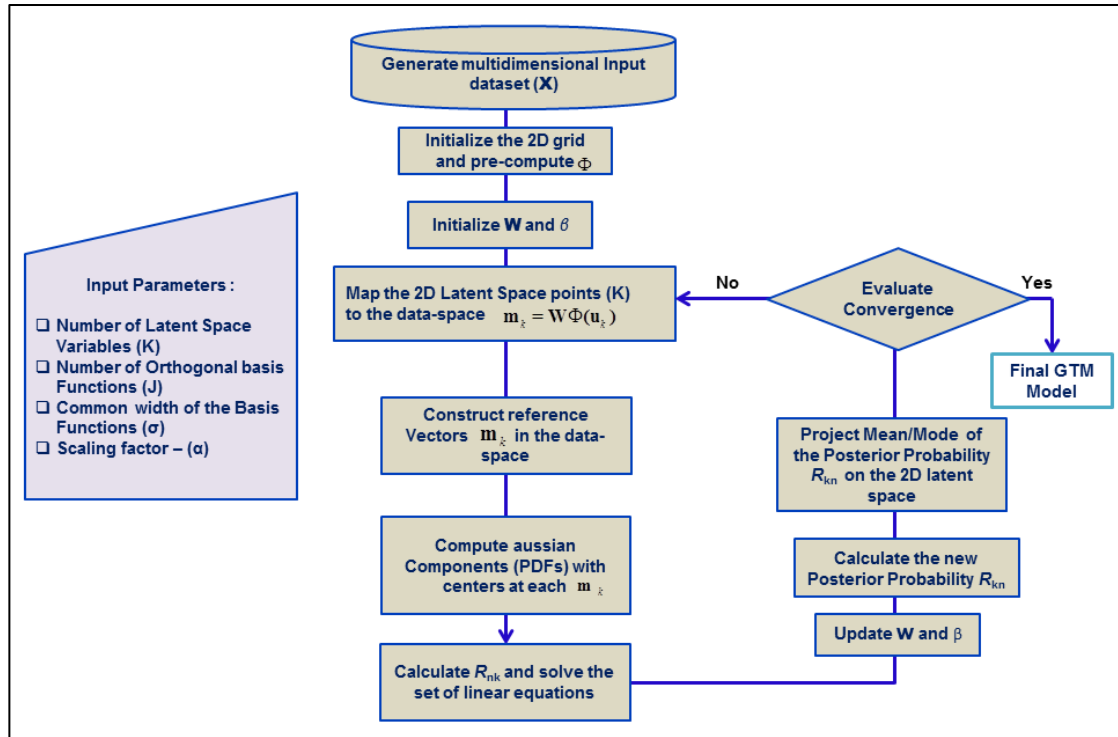 Generate multidimensional Input
dataset (X)
Initialize the 2D grid
and pre-compute Φ
Initialize W and β
Map the 2D Latent Space points (K)
to the data-space m_k = WΦ(u_k)
Construct reference
Vectors m_k in the data-
space
Compute aussian
Components (PDFs) with
centers at each m_k
Calculate R_nk and solve the
set of linear equations
Input Parameters :
❑ Number of Latent Space
Variables (K)
❑ Number of Orthogonal basis
Functions (J)
❑ Common width of the Basis
Functions (σ)
❑ Scaling factor – (α)
No
Evaluate
Convergence
Yes
Final GTM
Model
Project Mean/Mode of
the Posterior Probability
R_kn on the 2D latent
space
Calculate the new
Posterior Probability R_kn
Update W and β